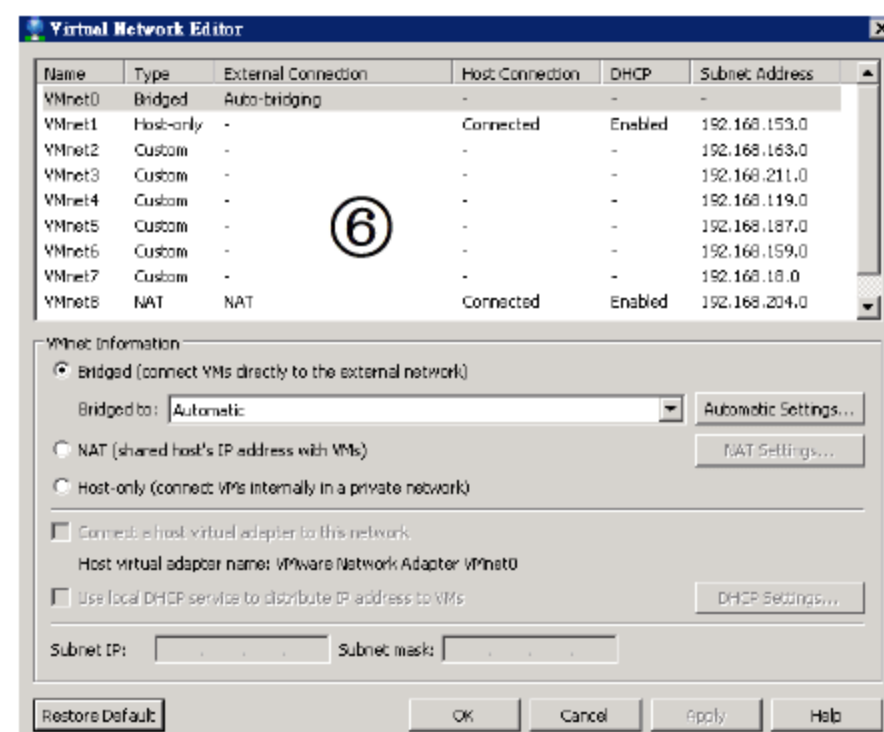 Virtual Network Editor
Name Type External Connection Host Connection DHCP Subnet Address
VMnet0 Bridged Auto-bridging - - -
VMnet1 Host-only - Connected Enabled 192.168.153.0
VMnet2 Custom - - - 192.168.163.0
VMnet3 Custom - - - 192.168.211.0
VMnet4 Custom - - - 192.168.119.0
VMnet5 Custom - - - 192.168.187.0
VMnet6 Custom - - - 192.168.159.0
VMnet7 Custom - - - 192.168.18.0
VMnet8 NAT NAT Connected Enabled 192.168.204.0
⑥
VMnet Information
Bridged (connect VMs directly to the external network)
Bridged to: Automatic Automatic Settings...
NAT (shared host's IP address with VMs) NAT Settings...
Host-only (connect VMs internally in a private network)
Connect a host virtual adapter to this network
Host virtual adapter name: VMware Network Adapter VMnet0
Use local DHCP service to distribute IP address to VMs DHCP Settings...
Subnet IP: . . . Subnet mask: . . .
Restore Default OK Cancel Apply Help